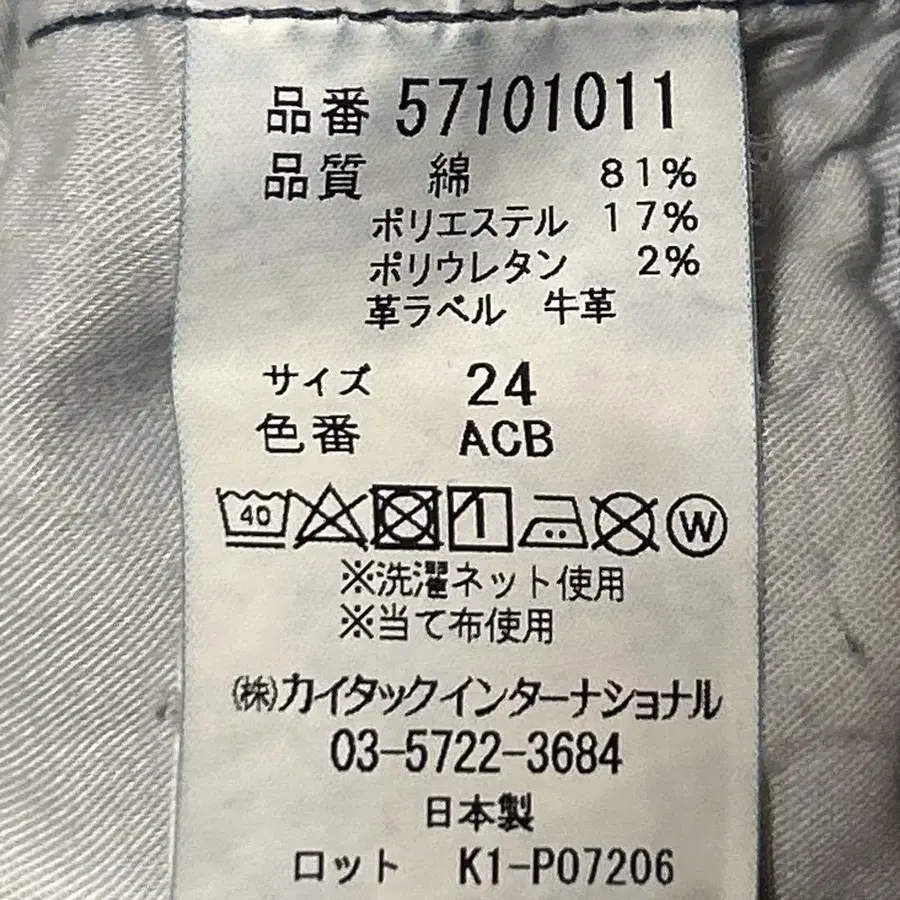 品番 57101011
品質 綿 81%
ポリエステル 17%
ポリウレタン 2%
革ラベル 牛革
サイズ 24
色番 ACB
40 W
※洗濯ネット使用
※当て布使用
㈱カイタックインターナショナル
03-5722-3684
日本製
ロット K1-P07206